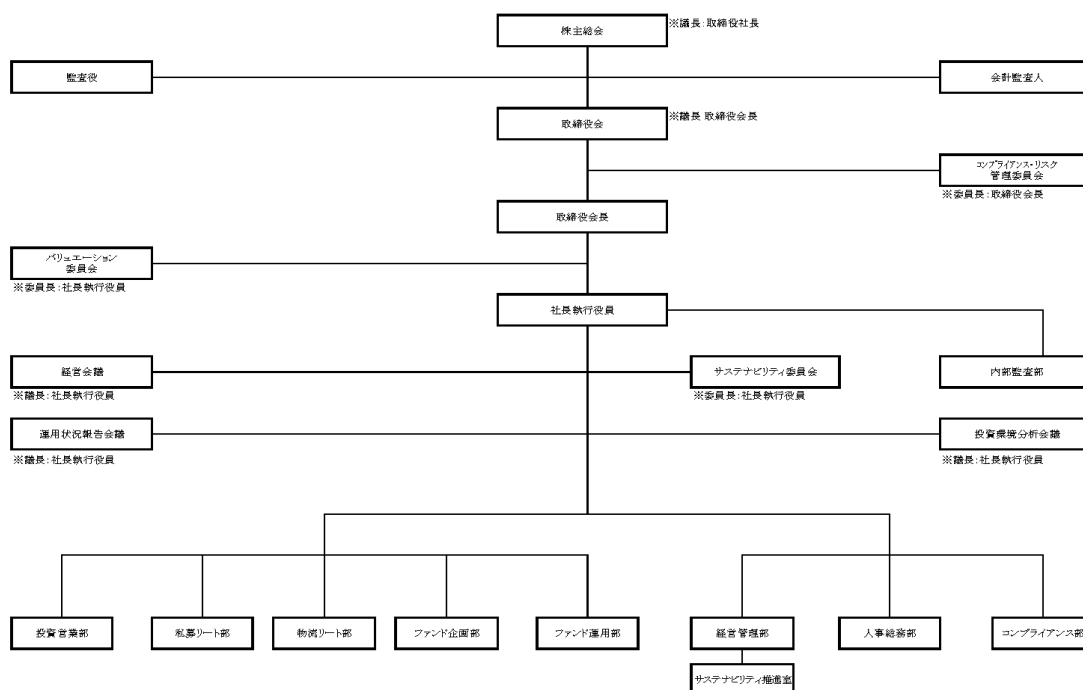 株主総会
※議長：取締役社長
監査役
会計監査人
取締役会
※議長 取締役会長
コンプライアンス・リスク
管理委員会
※委員長：取締役会長
取締役会長
バリュエーション
委員会
※委員長：社長執行役員
社長執行役員
経営会議
※議長：社長執行役員
サステナビリティ委員会
※委員長：社長執行役員
内部監査部
運用状況報告会議
※議長：社長執行役員
投資環境分析会議
※議長：社長執行役員
投資営業部
私募リート部
物流リート部
ファンド企画部
ファンド運用部
経営管理部
人事総務部
コンプライアンス部
サステナビリティ推進室